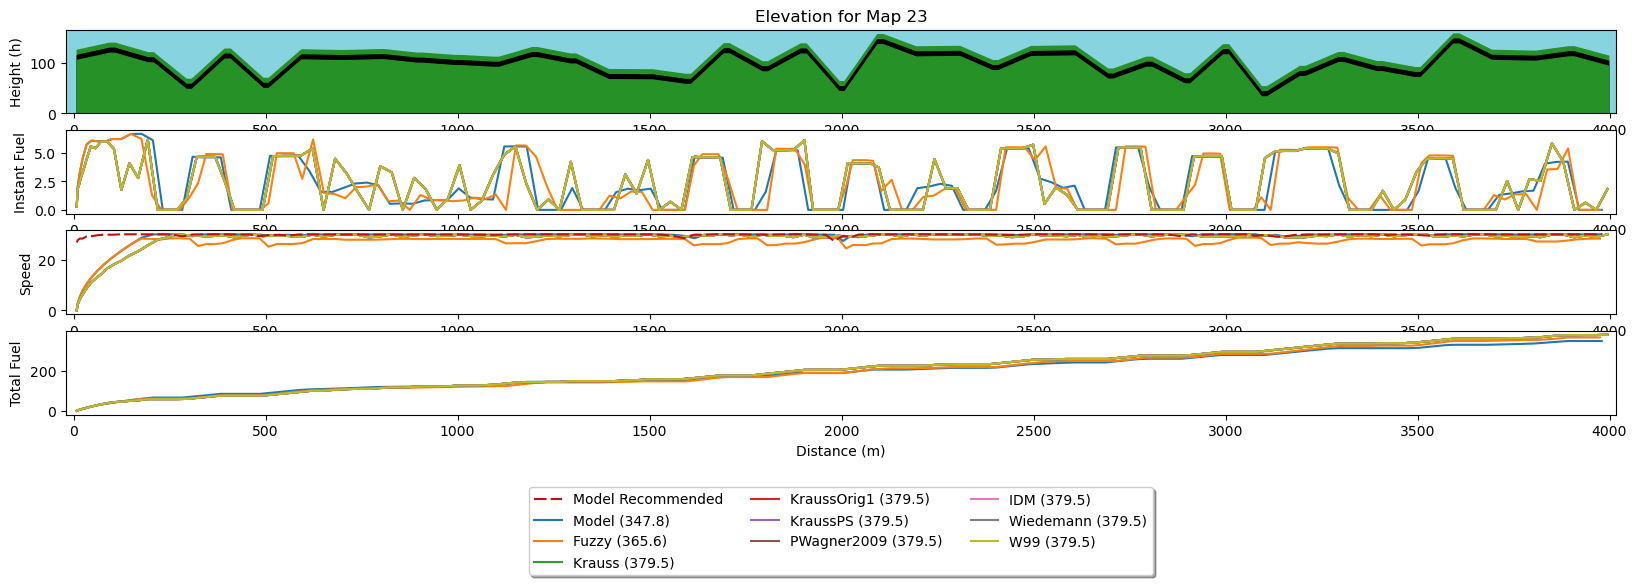 Elevation for Map 23
Height (h)
100
0
0 500 1000 1500 2000 2500 3000 3500 4000
Instant Fuel
5.0
2.5
0.0
0 500 1000 1500 2000 2500 3000 3500 4000
Speed
20
0
0 500 1000 1500 2000 2500 3000 3500 4000
Total Fuel
200
0
0 500 1000 1500 2000 2500 3000 3500 4000
Distance (m)
Model Recommended
Model (347.8)
Fuzzy (365.6)
Krauss (379.5)
KraussOrig1 (379.5)
KraussPS (379.5)
PWagner2009 (379.5)
IDM (379.5)
Wiedemann (379.5)
W99 (379.5)